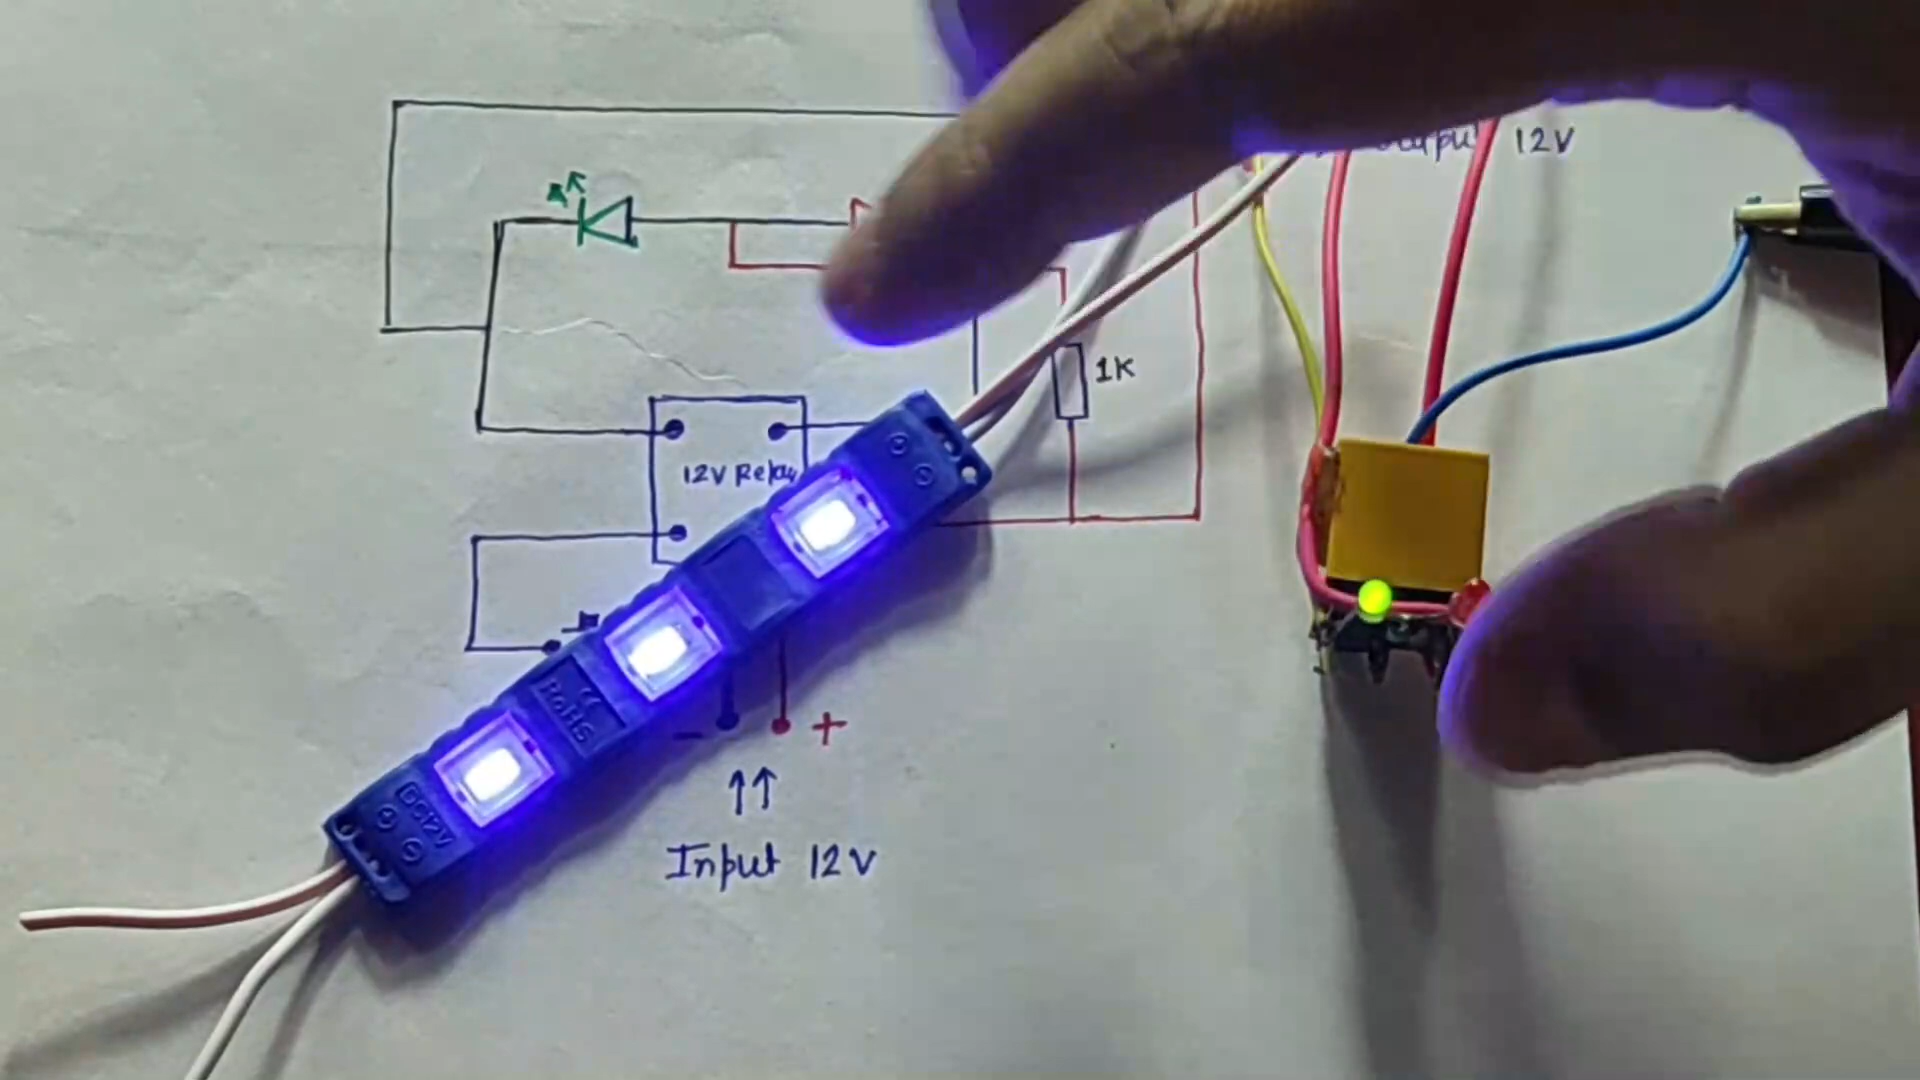 12V
1K
12V Relay
- +
Input 12V
RoHS
DC12V